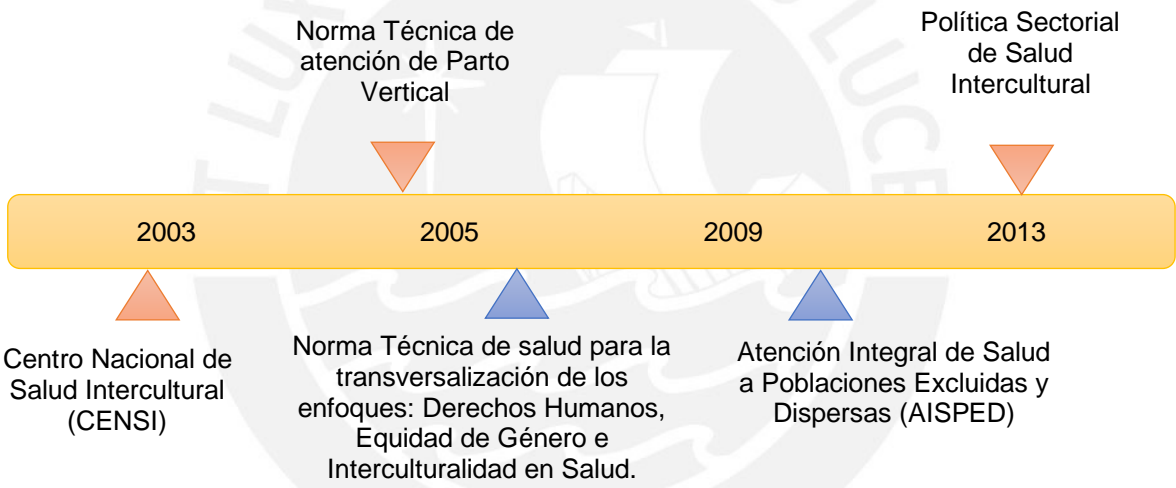 Norma Técnica de
atención de Parto
Vertical
Política Sectorial
de Salud
Intercultural
2003
2005
2009
2013
Centro Nacional de
Salud Intercultural
(CENSI)
Norma Técnica de salud para la
transversalización de los
enfoques: Derechos Humanos,
Equidad de Género e
Interculturalidad en Salud.
Atención Integral de Salud
a Poblaciones Excluidas y
Dispersas (AISPED)